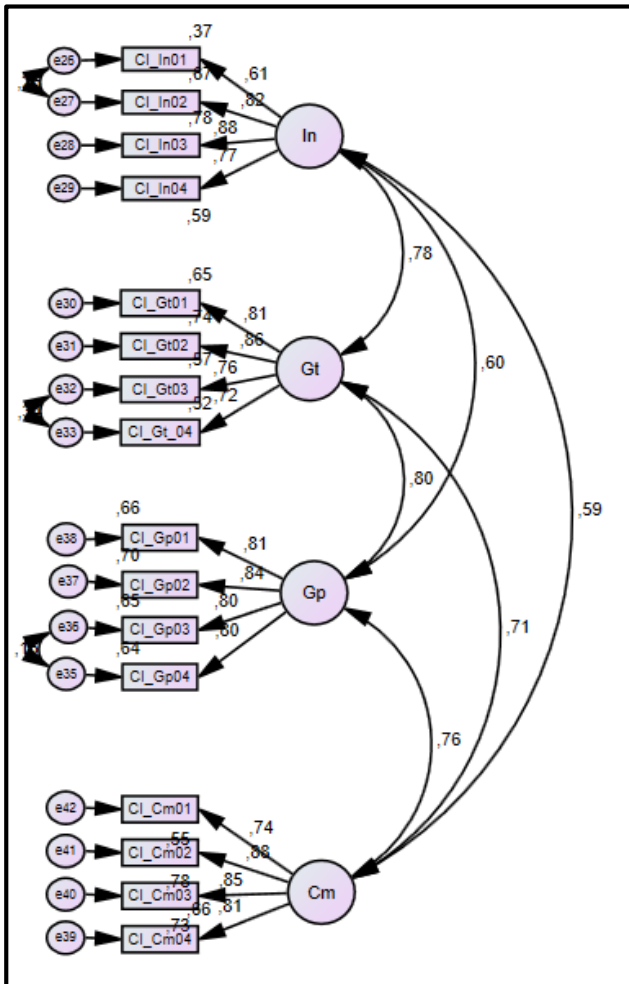 ,37
e26 CI_In01 ,61
,67
e27 CI_In02 ,82
,78
e28 CI_In03 ,88
,77
e29 CI_In04
,59
In
,78
,60
,59
,65
e30 CI_Gt01 ,81
,74
e31 CI_Gt02 ,86
,57
e32 CI_Gt03 ,76
,52 ,72
e33 CI_Gt_04
Gt
,80
,71
,66
e38 CI_Gp01 ,81
,70
e37 CI_Gp02 ,84
,65
e36 CI_Gp03 ,80
,64 ,80
e35 CI_Gp04
Gp
,76
e42 CI_Cm01 ,74
,55
e41 CI_Cm02 ,88
,78
e40 CI_Cm03 ,85
,66 ,81
,73
e39 CI_Cm04
Cm